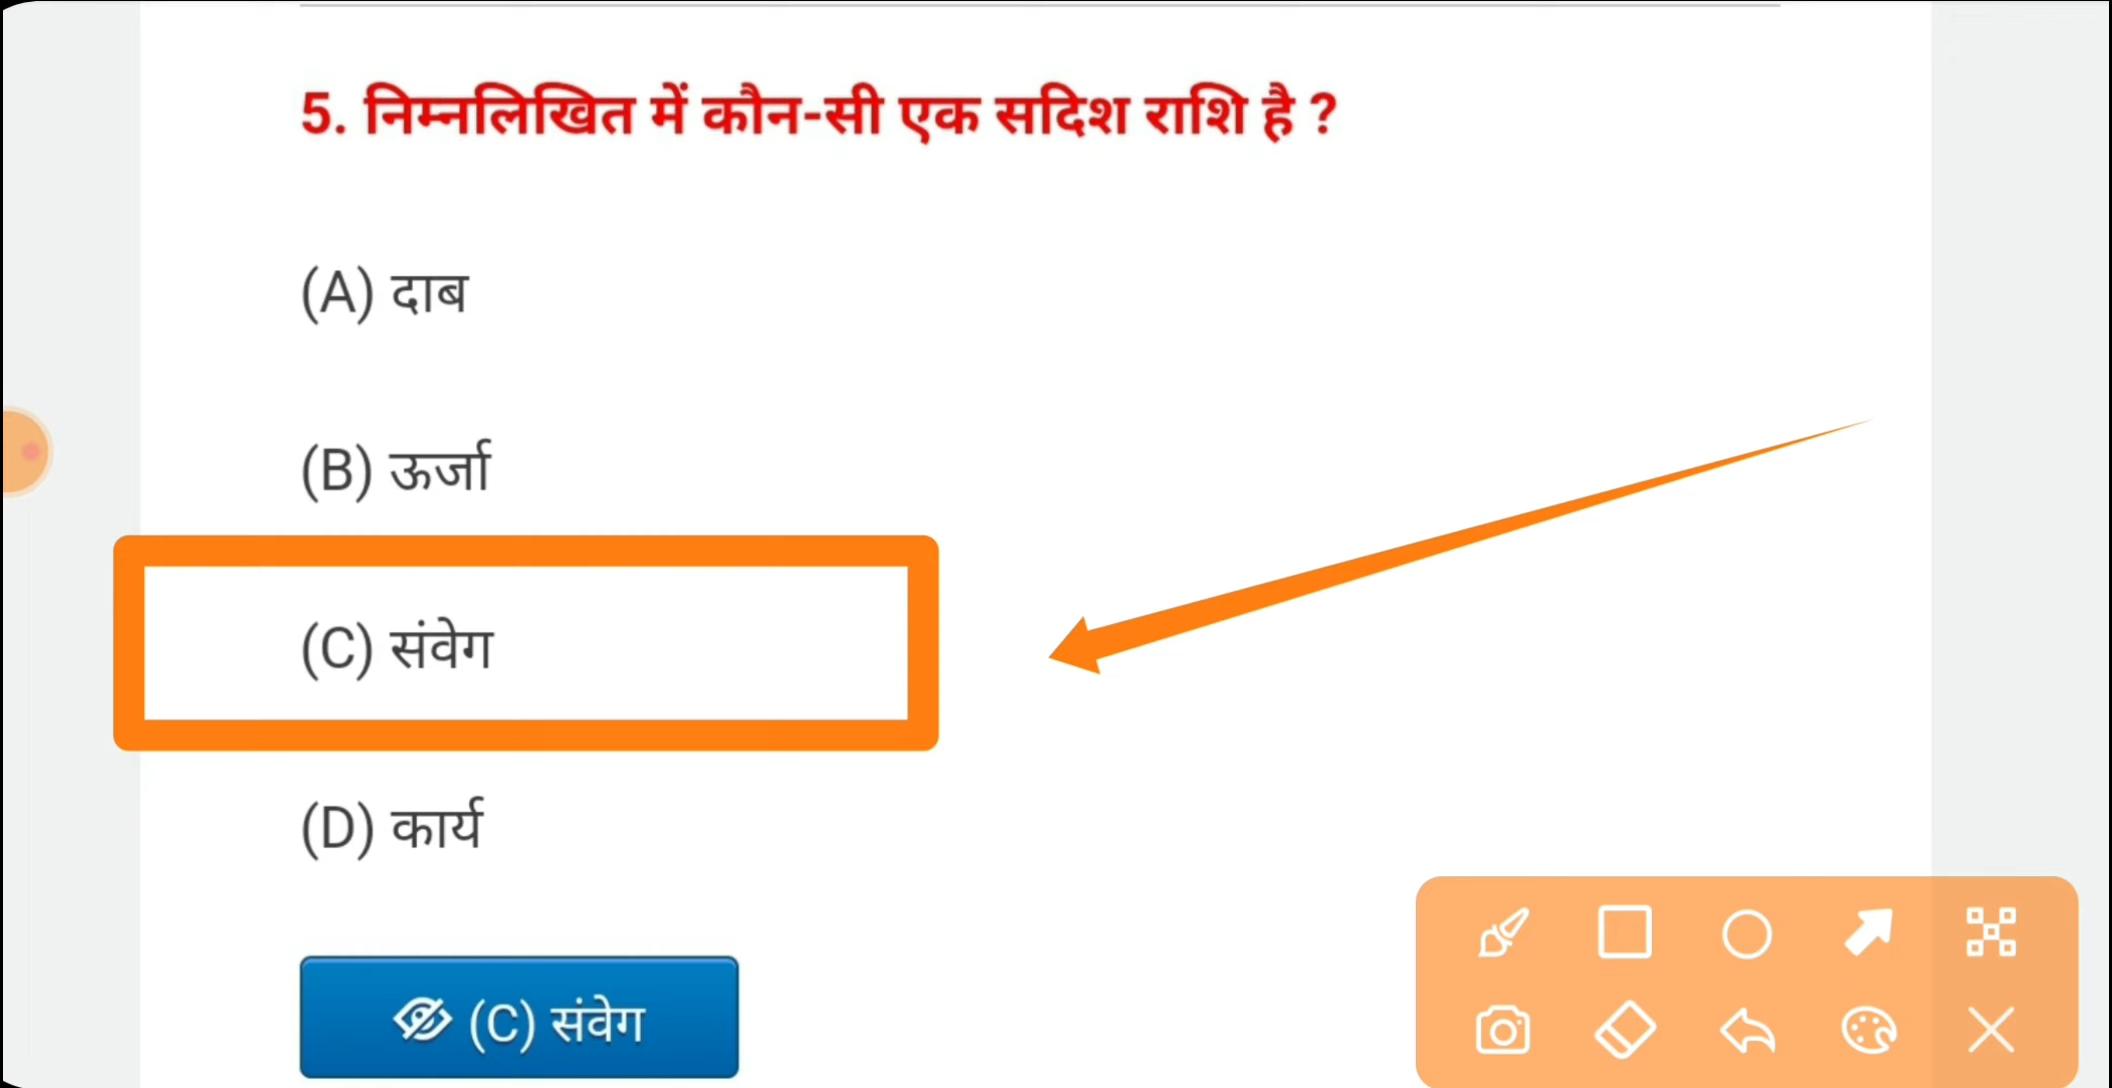 5. निम्नलिखित में कौन-सी एक सदिश राशि है ?
(A) दाब
(B) ऊर्जा
(C) संवेग
(D) कार्य
(C) संवेग